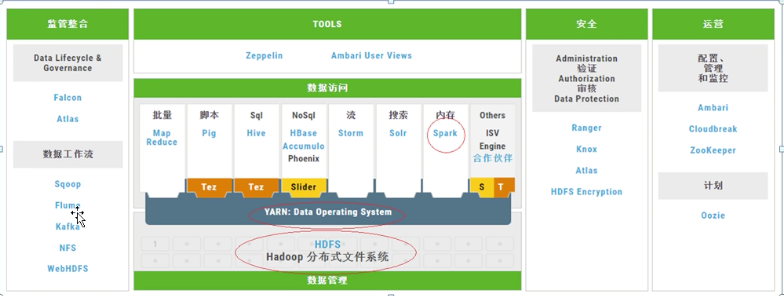 监管整合
Data Lifecycle &
Governance
Falcon
Atlas
数据工作流
Sqoop
Flume
Kafka
NFS
WebHDFS
TOOLS
Zeppelin
Ambari User Views
数据访问
批量
Map
Reduce
脚本
Pig
Tez
Sql
Hive
Tez
NoSql
HBase
Accumulo
Phoenix
Slider
流
Storm
搜索
Solr
内存
Spark
Others
ISV
Engine
合作伙伴
S
T
YARN: Data Operating System
HDFS
Hadoop 分布式文件系统
数据管理
安全
Administration
验证
Authorization
审核
Data Protection
Ranger
Knox
Atlas
HDFS Encryption
运营
配置、
管理
和监控
Ambari
Cloudbreak
ZooKeeper
计划
Oozie